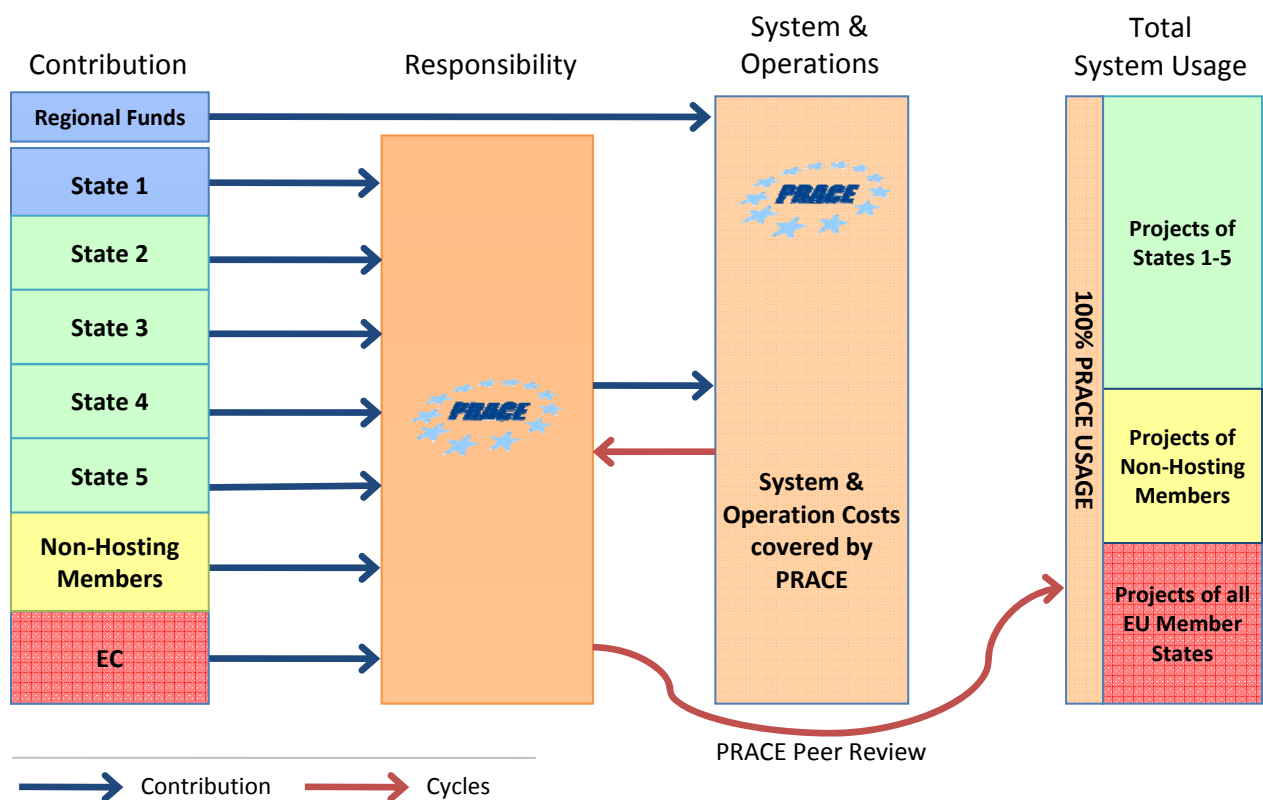 Contribution
Responsibility
System &
Operations
Total
System Usage
Regional Funds
State 1
State 2
State 3
State 4
State 5
Non-Hosting
Members
EC
PRACE
PRACE
System &
Operation Costs
covered by
PRACE
100% PRACE USAGE
Projects of
States 1-5
Projects of
Non-Hosting
Members
Projects of all
EU Member
States
PRACE Peer Review
Contribution
Cycles